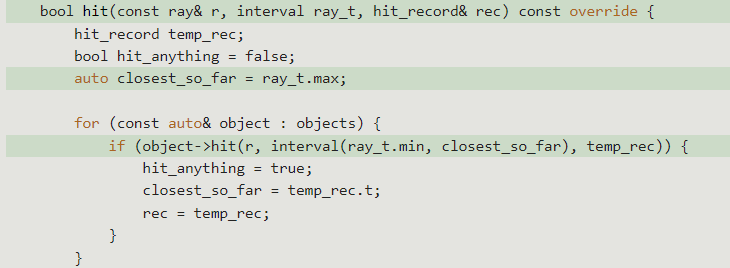 bool hit(const ray& r, interval ray_t, hit_record& rec) const override {
hit_record temp_rec;
bool hit_anything = false;
auto closest_so_far = ray_t.max;
for (const auto& object : objects) {
if (object->hit(r, interval(ray_t.min, closest_so_far), temp_rec)) {
hit_anything = true;
closest_so_far = temp_rec.t;
rec = temp_rec;
}
}